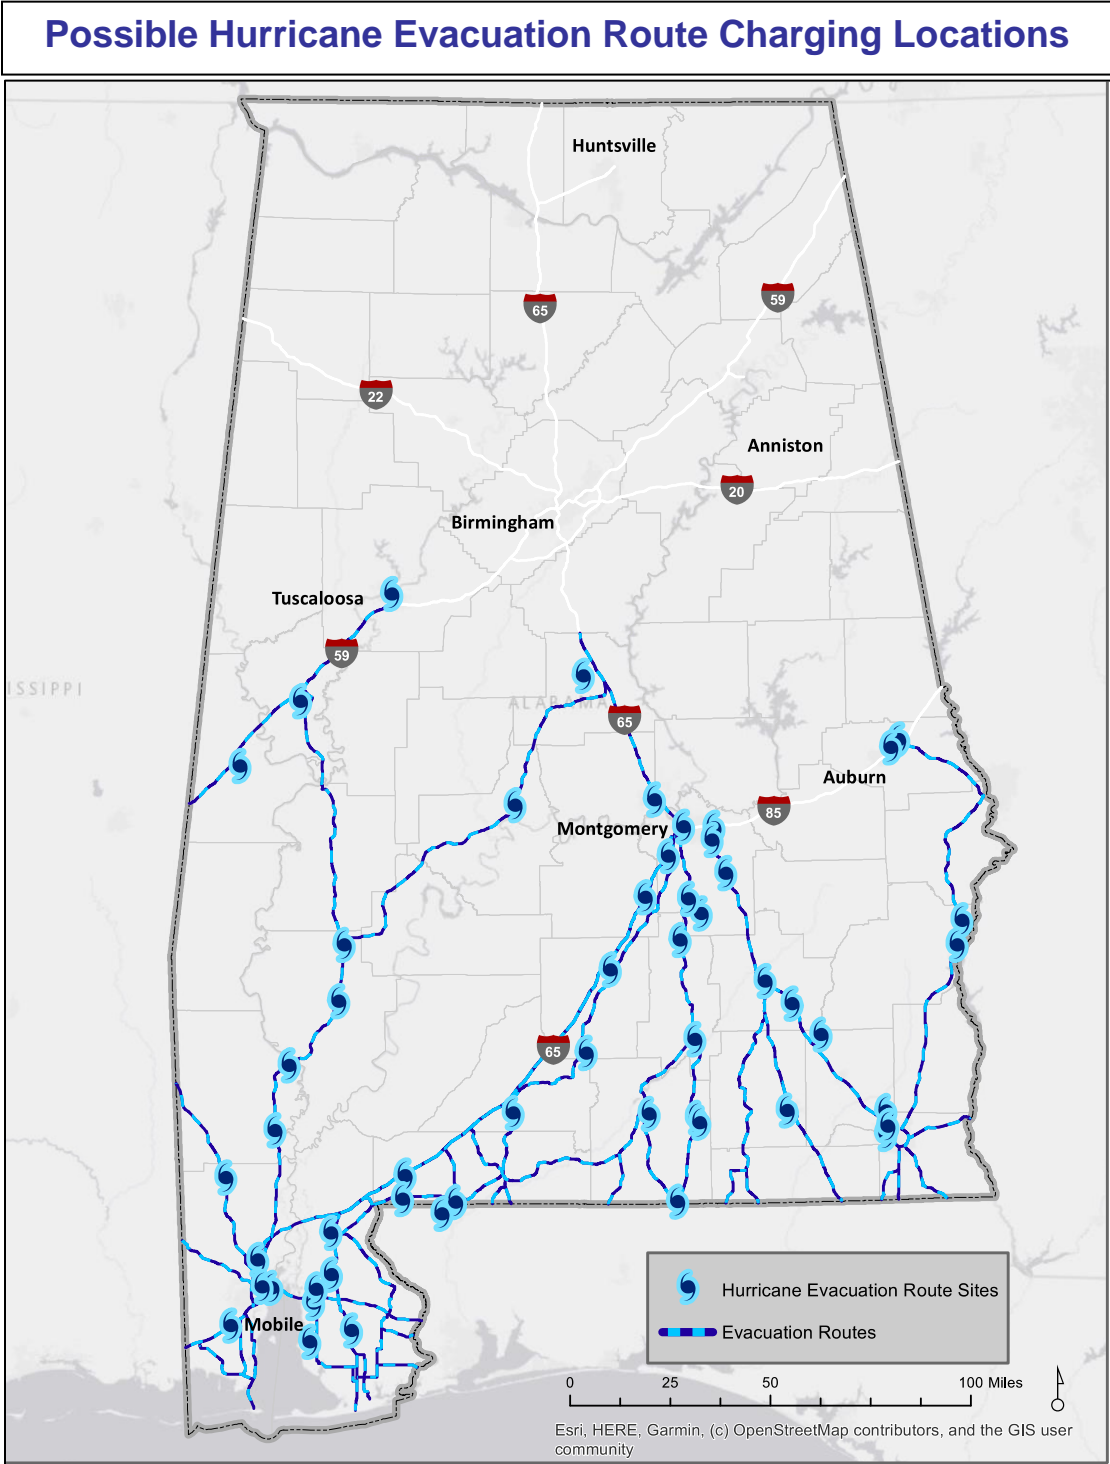 Possible Hurricane Evacuation Route Charging Locations
Huntsville
59
65
22
Anniston
20
Birmingham
Tuscaloosa
59
ISSISSIPPI
ALABAMA
65
Auburn
85
Montgomery
65
Hurricane Evacuation Route Sites
Mobile
Evacuation Routes
0 25 50 100 Miles
Esri, HERE, Garmin, (c) OpenStreetMap contributors, and the GIS user
community